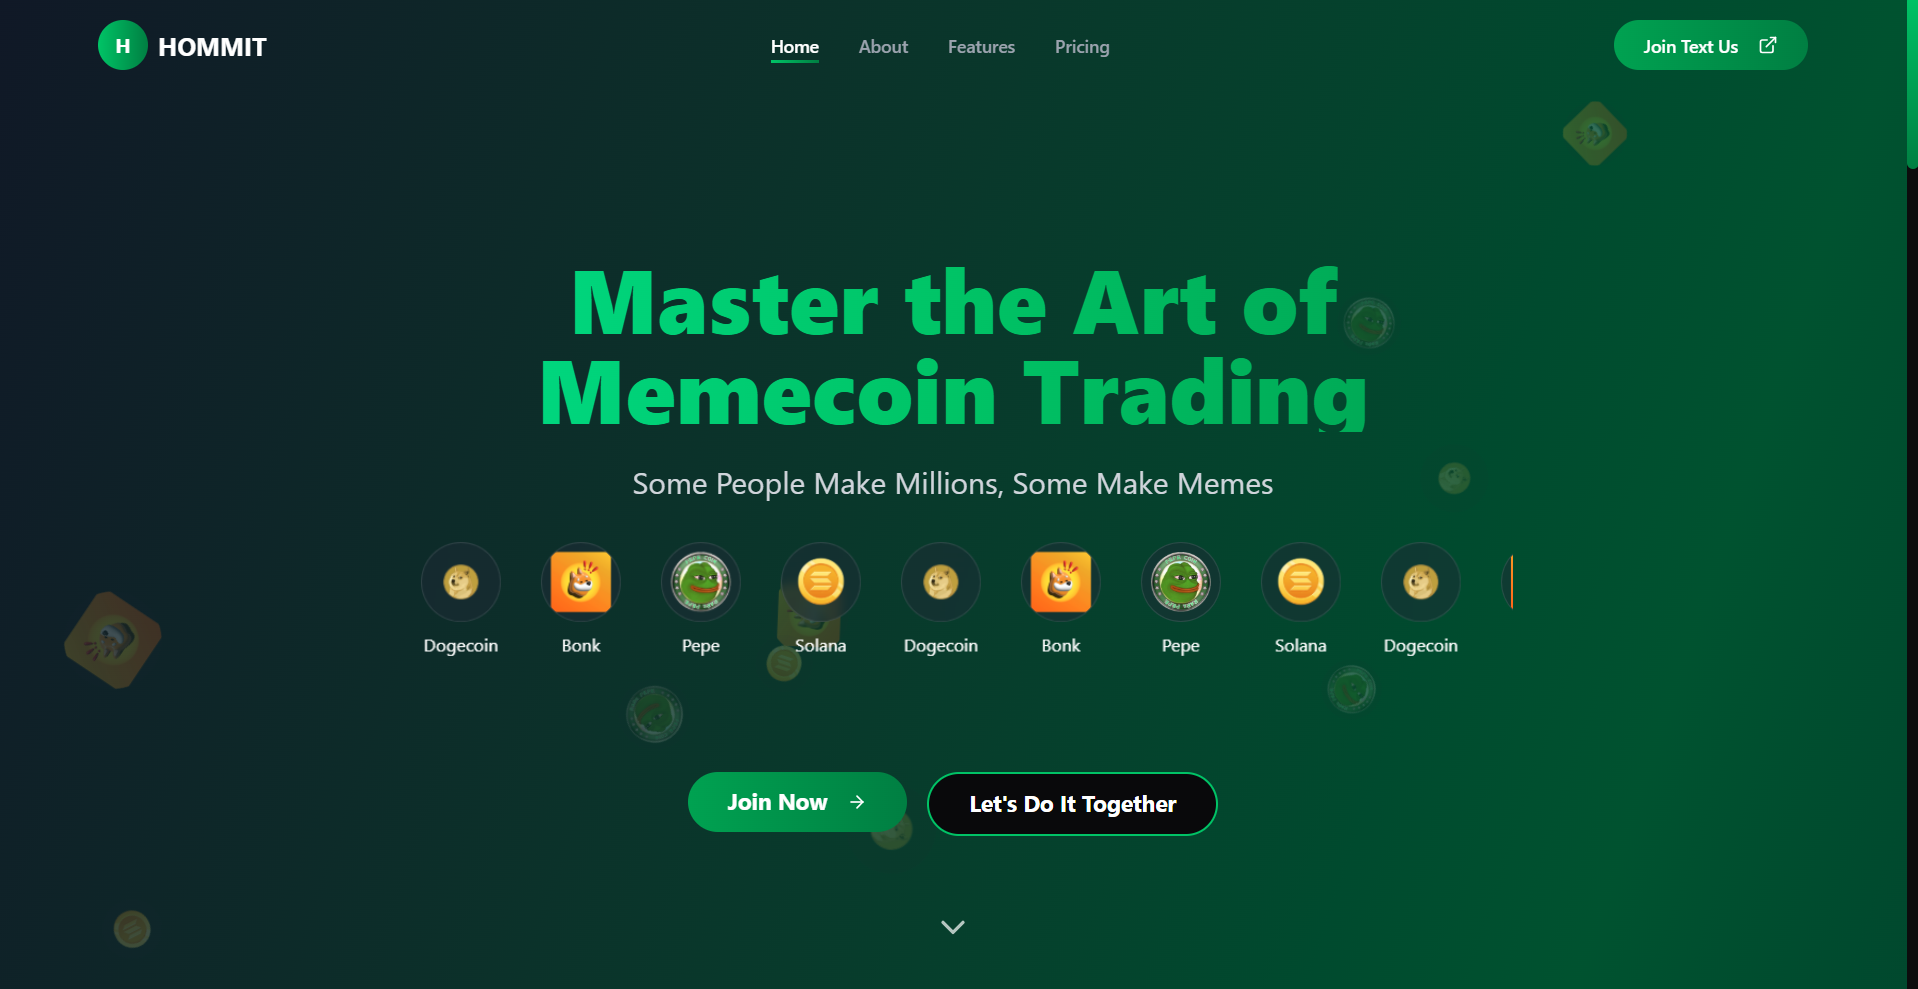 H HOMMIT
Home About Features Pricing
Join Text Us
Master the Art of
Memecoin Trading
Some People Make Millions, Some Make Memes
Dogecoin Bonk Pepe Solana Dogecoin Bonk Pepe Solana Dogecoin
Join Now
Let's Do It Together